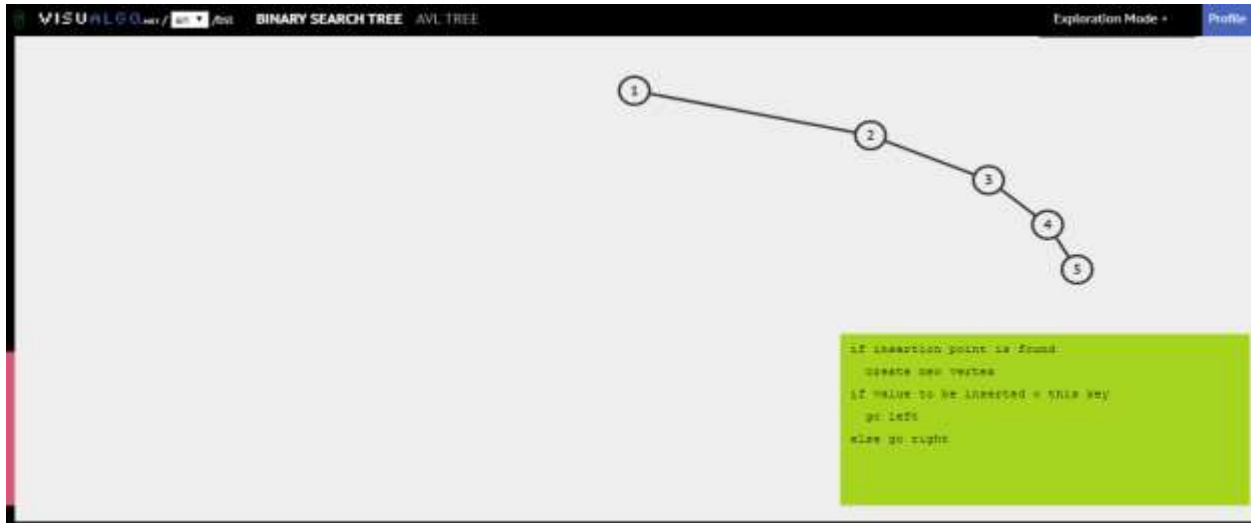 VISUALGO.NET / en /bst BINARY SEARCH TREE AVL TREE Exploration Mode Profile
1
2
3
4
5
if insertion point is found
create new vertex
if value to be inserted < this key
go left
else go right